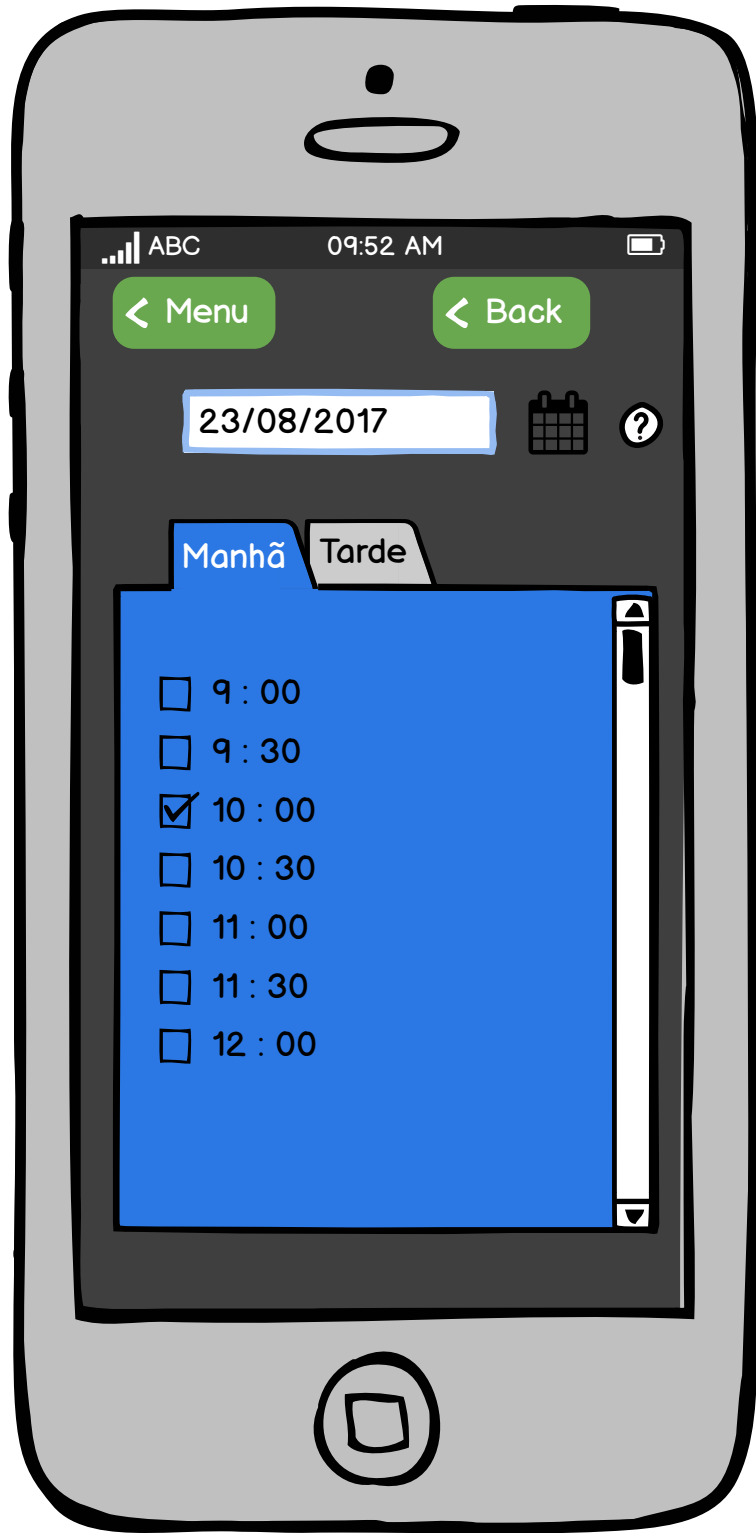 ABC 09:52 AM
Menu Back
23/08/2017 ?
Manhã Tarde
9 : 00
9 : 30
10 : 00
10 : 30
11 : 00
11 : 30
12 : 00